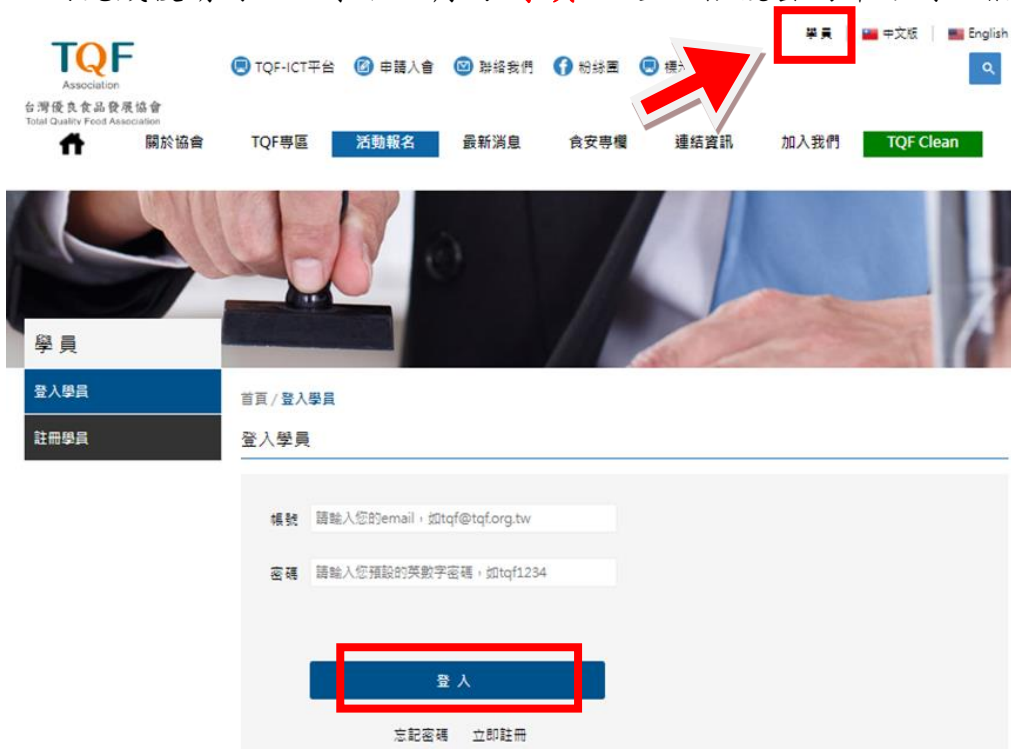 學員 中文版 English
TQF
Association
台灣優良食品發展協會
Total Quality Food Association
TQF-ICT平台 申請人會 聯絡我們 粉絲團
關於協會 TQF專區 活動報名 最新消息 食安專欄 連結資訊 加入我們 TQF Clean
學員
登入學員
註冊學員
首頁 / 登入學員
登入學員
帳號 請輸入您的email，如tqf@tqf.org.tw
密碼 請輸入您預設的英數字密碼，如tqf1234
登入
忘記密碼 立即註冊